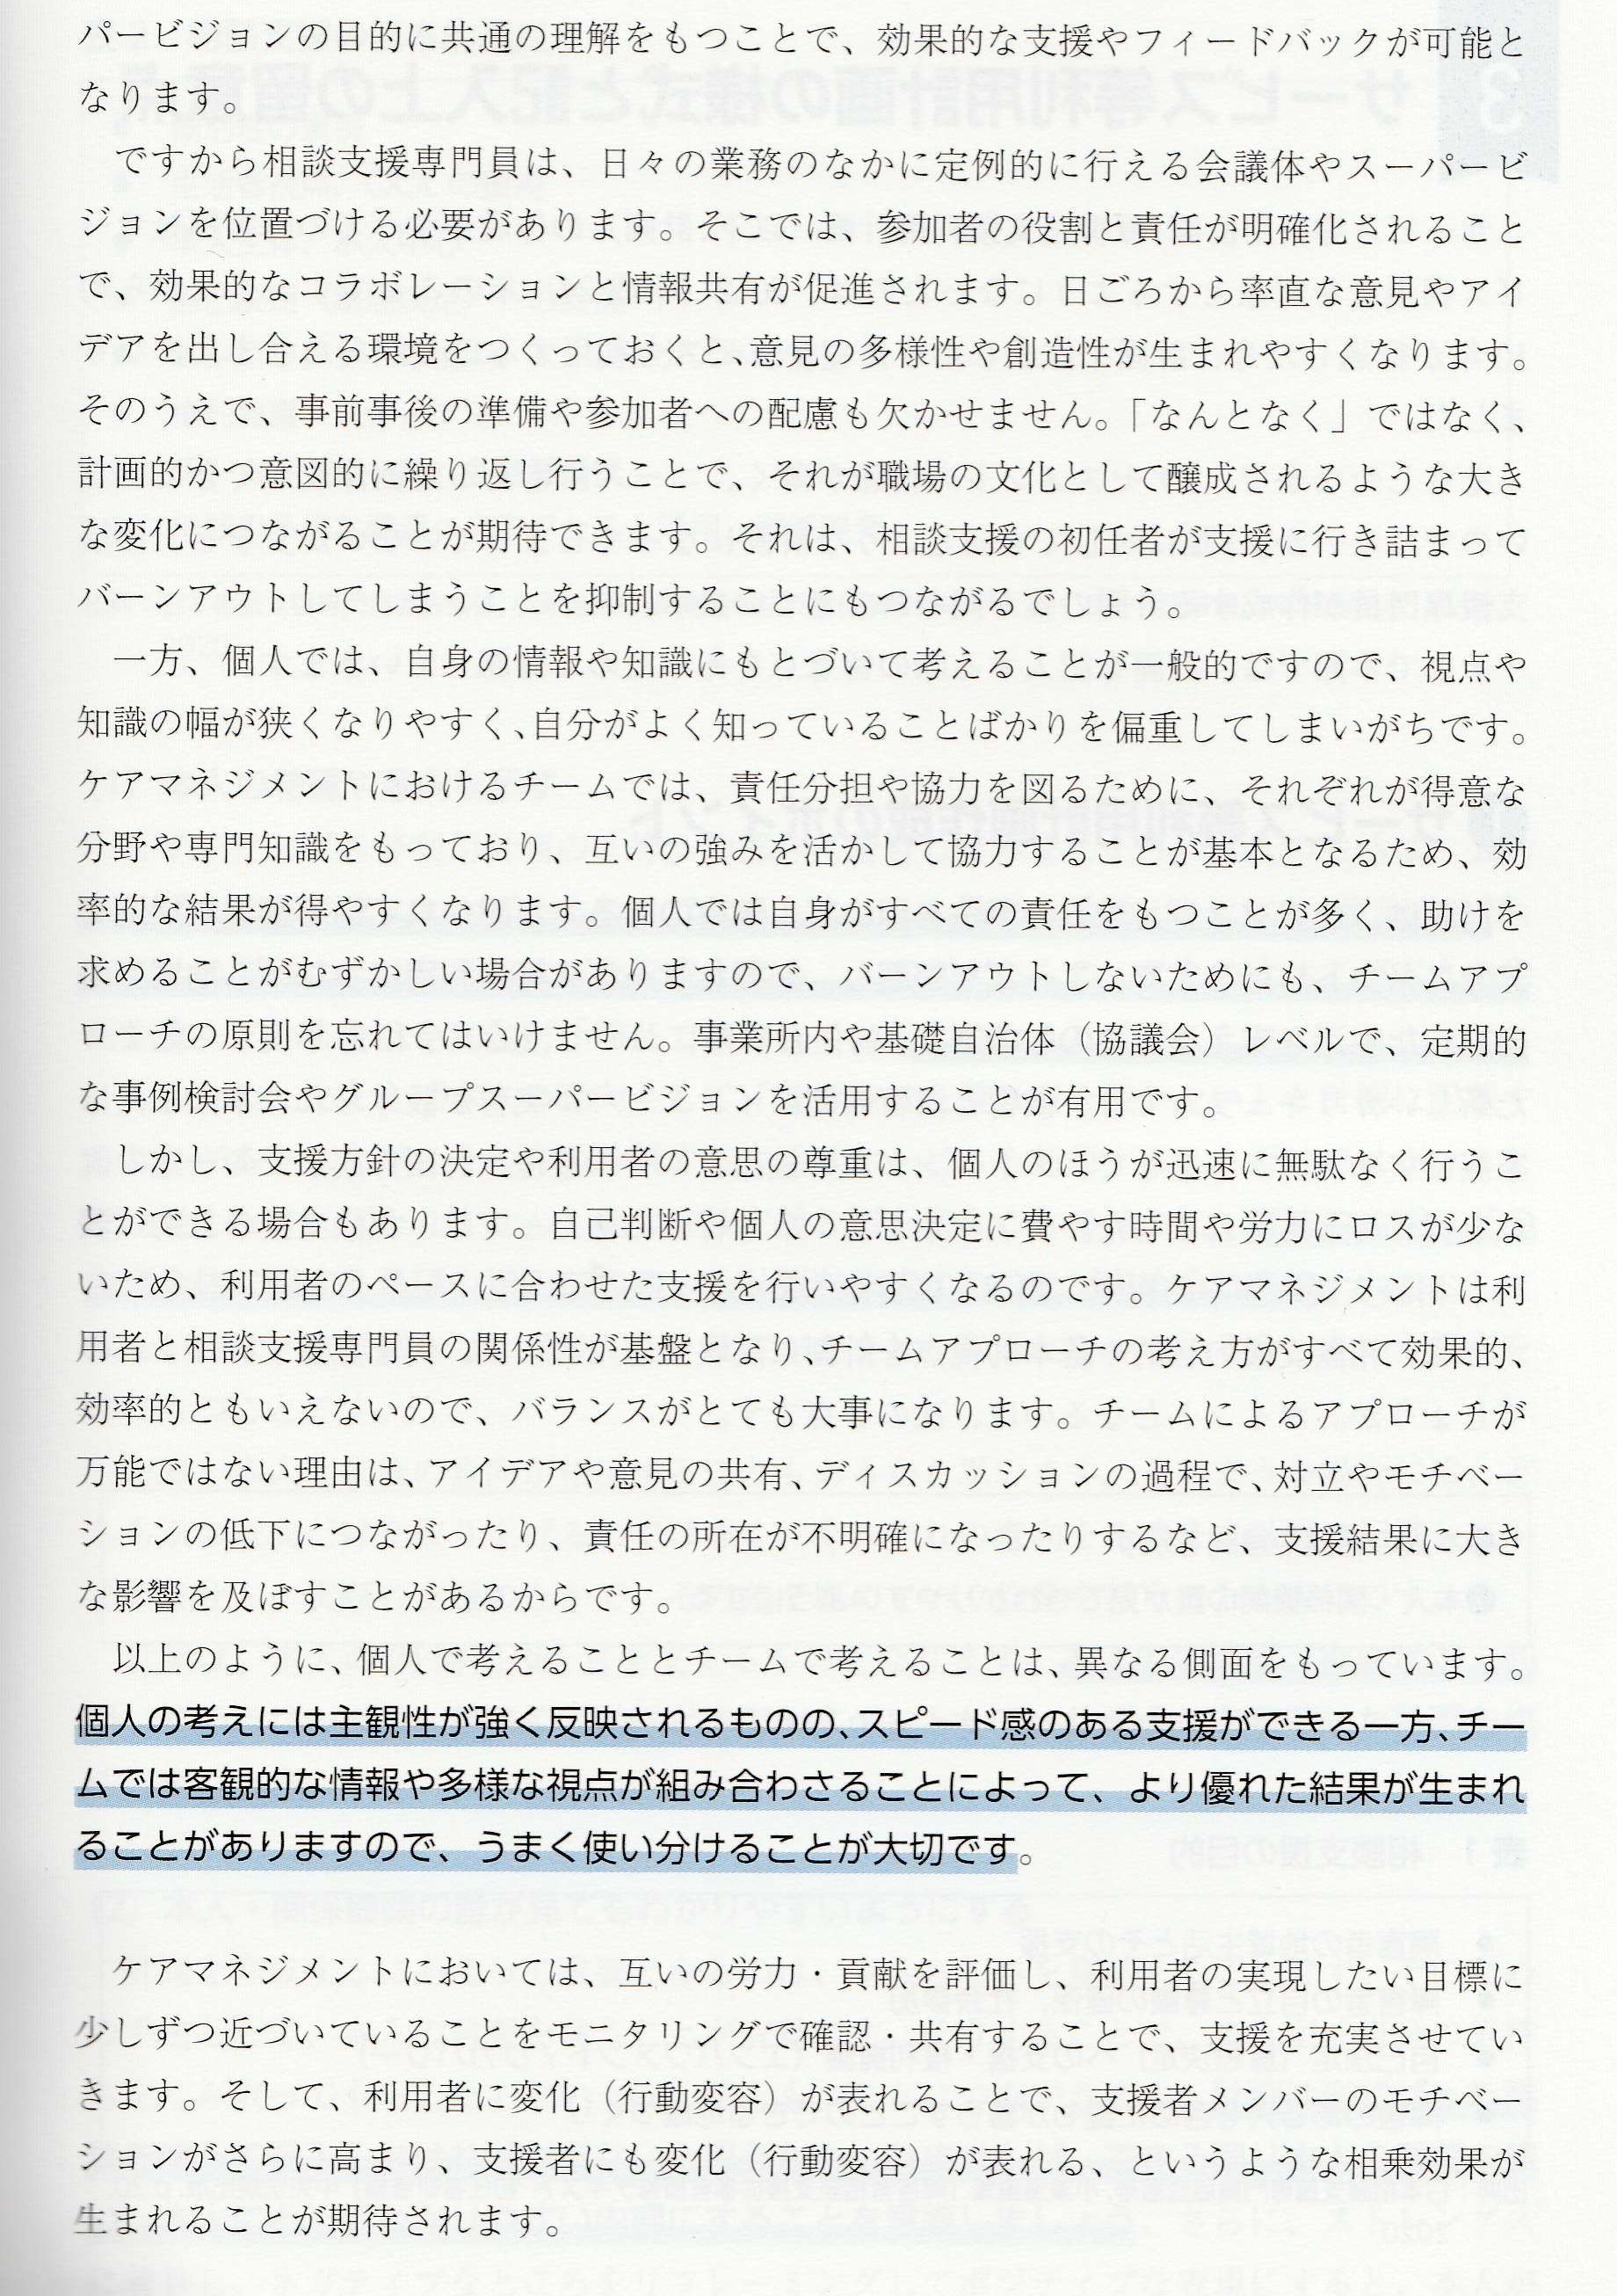 パービジョンの目的に共通の理解をもつことで、効果的な支援やフィードバックが可能と
なります。
　ですから相談支援専門員は、日々の業務のなかに定例的に行える会議体やスーパービ
ジョンを位置づける必要があります。そこでは、参加者の役割と責任が明確化されること
で、効果的なコラボレーションと情報共有が促進されます。日ごろから率直な意見やアイ
デアを出し合える環境をつくっておくと、意見の多様性や創造性が生まれやすくなります。
そのうえで、事前事後の準備や参加者への配慮も欠かせません。「なんとなく」ではなく、
計画的かつ意図的に繰り返し行うことで、それが職場の文化として醸成されるような大き
な変化につながることが期待できます。それは、相談支援の初任者が支援に行き詰まって
バーンアウトしてしまうことを抑制することにもつながるでしょう。
　一方、個人では、自身の情報や知識にもとづいて考えることが一般的ですので、視点や
知識の幅が狭くなりやすく、自分がよく知っていることばかりを偏重してしまいがちです。
ケアマネジメントにおけるチームでは、責任分担や協力を図るために、それぞれが得意な
分野や専門知識をもっており、互いの強みを活かして協力することが基本となるため、効
率的な結果が得やすくなります。個人では自身がすべての責任をもつことが多く、助けを
求めることがむずかしい場合がありますので、バーンアウトしないためにも、チームアプ
ローチの原則を忘れてはいけません。事業所内や基礎自治体（協議会）レベルで、定期的
な事例検討会やグループスーパービジョンを活用することが有用です。
　しかし、支援方針の決定や利用者の意思の尊重は、個人のほうが迅速に無駄なく行うこ
とができる場合もあります。自己判断や個人の意思決定に費やす時間や労力にロスが少な
いため、利用者のペースに合わせた支援を行いやすくなるのです。ケアマネジメントは利
用者と相談支援専門員の関係性が基盤となり、チームアプローチの考え方がすべて効果的、
効率的ともいえないので、バランスがとても大事になります。チームによるアプローチが
万能ではない理由は、アイデアや意見の共有、ディスカッションの過程で、対立やモチベー
ションの低下につながったり、責任の所在が不明確になったりするなど、支援結果に大き
な影響を及ぼすことがあるからです。
　以上のように、個人で考えることとチームで考えることは、異なる側面をもっています。
個人の考えには主観性が強く反映されるものの、スピード感のある支援ができる一方、チー
ムでは客観的な情報や多様な視点が組み合わさることによって、より優れた結果が生まれ
ることがありますので、うまく使い分けることが大切です。
　ケアマネジメントにおいては、互いの労力・貢献を評価し、利用者の実現したい目標に
少しずつ近づいていることをモニタリングで確認・共有することで、支援を充実させてい
きます。そして、利用者に変化（行動変容）が表れることで、支援者メンバーのモチベー
ションがさらに高まり、支援者にも変化（行動変容）が表れる、というような相乗効果が
生まれることが期待されます。